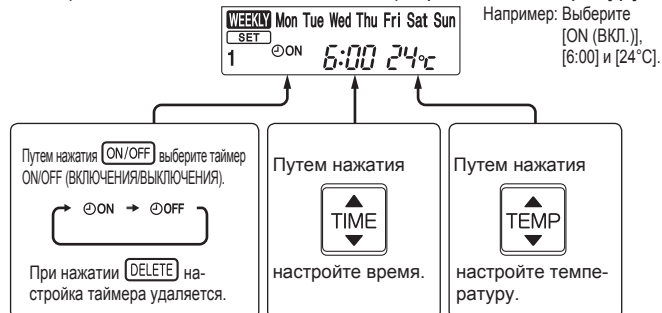 WEEKLY Mon Tue Wed Thu Fri Sat Sun
SET
1 ON 6:00 24°C
Например: Выберите
[ON (ВКЛ.)],
[6:00] и [24°C].
Путем нажатия ON/OFF выберите таймер
ON/OFF (ВКЛЮЧЕНИЯ/ВЫКЛЮЧЕНИЯ).
ON → OFF
При нажатии DELETE на-
стройка таймера удаляется.
Путем нажатия
TIME
настройте время.
Путем нажатия
TEMP
настройте темпе-
ратуру.